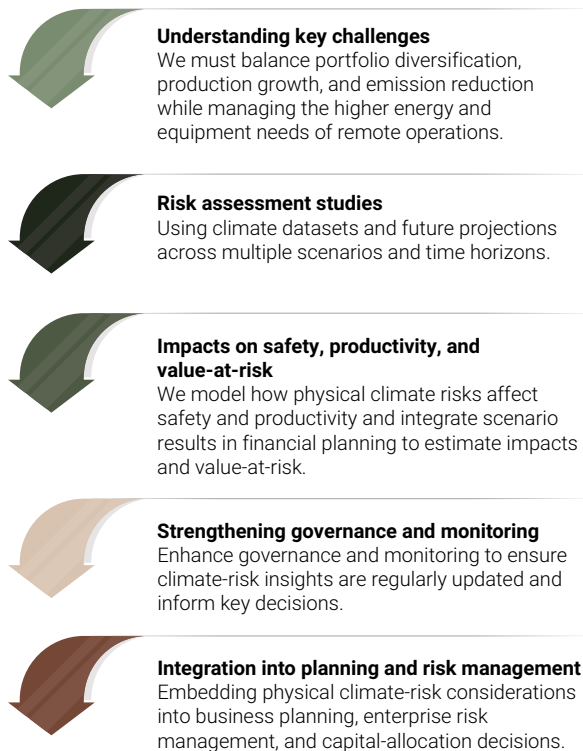 Understanding key challenges
We must balance portfolio diversification,
production growth, and emission reduction
while managing the higher energy and
equipment needs of remote operations.
Risk assessment studies
Using climate datasets and future projections
across multiple scenarios and time horizons.
Impacts on safety, productivity, and
value-at-risk
We model how physical climate risks affect
safety and productivity and integrate scenario
results in financial planning to estimate impacts
and value-at-risk.
Strengthening governance and monitoring
Enhance governance and monitoring to ensure
climate-risk insights are regularly updated and
inform key decisions.
Integration into planning and risk management
Embedding physical climate-risk considerations
into business planning, enterprise risk
management, and capital-allocation decisions.